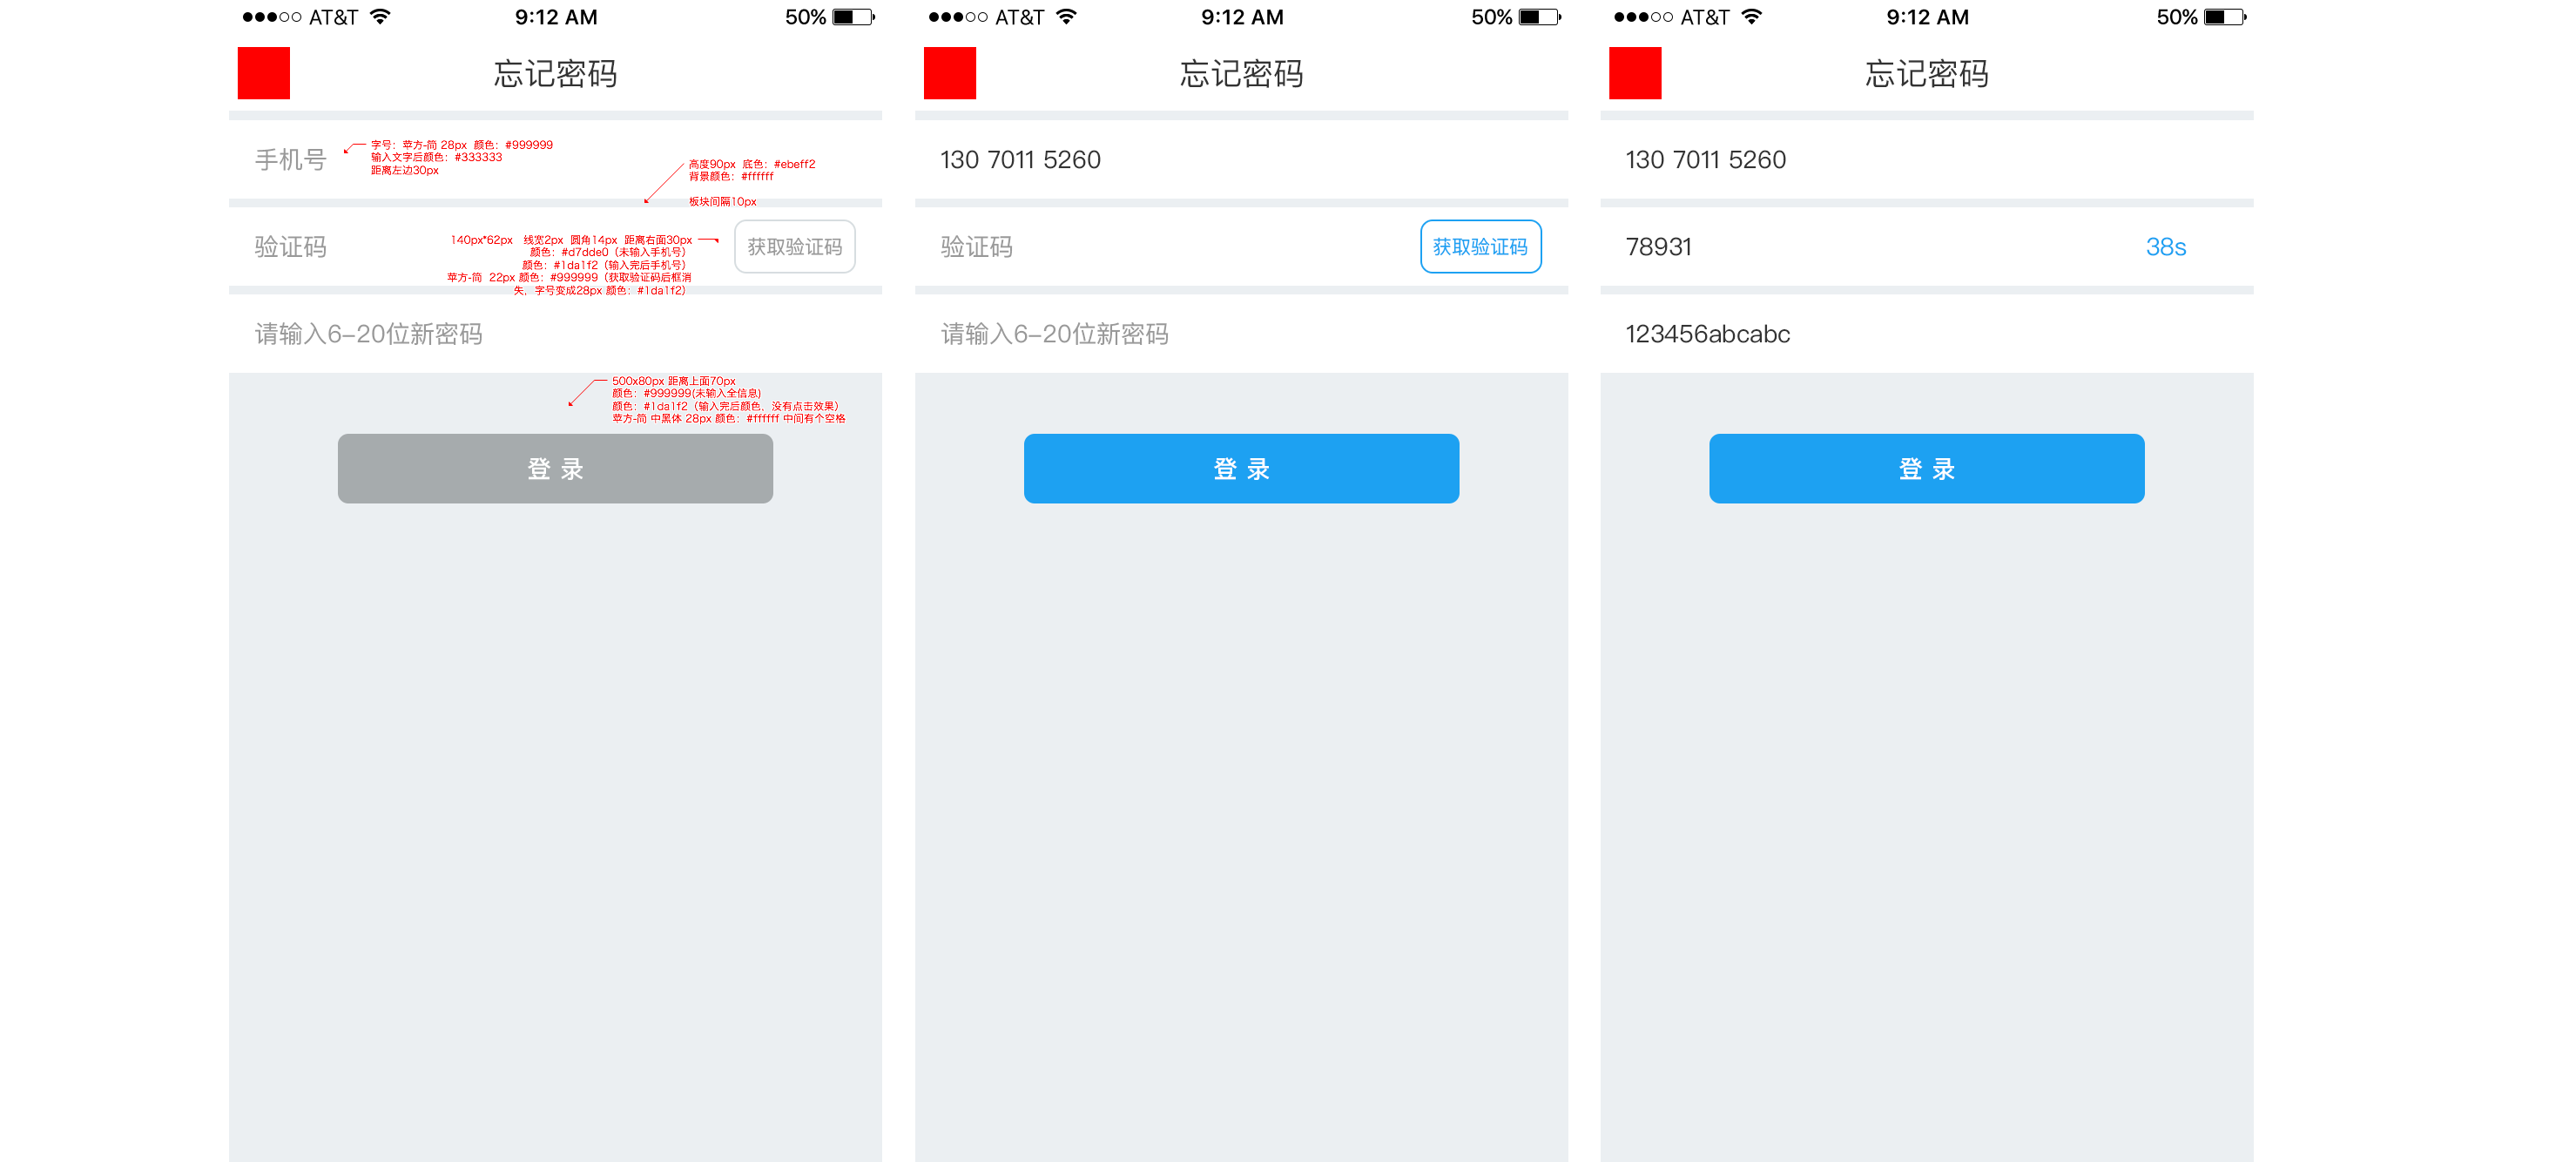 AT&T 9:12 AM 50%
忘记密码
手机号
字号：苹方-简 28px 颜色：#999999
输入文字后颜色：#333333
距离左边30px
高度90px 底色：#ebeff2
背景颜色：#ffffff
板块间隔10px
验证码
140px*62px 线宽2px 圆角14px 距离右面30px
颜色：#d7dde0（未输入手机号）
颜色：#1da1f2（输入完后手机号）
苹方-简 22px 颜色：#999999（获取验证码后框消
失，字号变成28px 颜色：#1da1f2）
获取验证码
请输入6-20位新密码
500x80px 距离上面70px
颜色：#999999(未输入全信息)
颜色：#1da1f2（输入完后颜色，没有点击效果）
苹方-简 中黑体 28px 颜色：#ffffff 中间有个空格
登 录
AT&T 9:12 AM 50%
忘记密码
130 7011 5260
验证码
获取验证码
请输入6-20位新密码
登 录
AT&T 9:12 AM 50%
忘记密码
130 7011 5260
78931
38s
123456abcabc
登 录